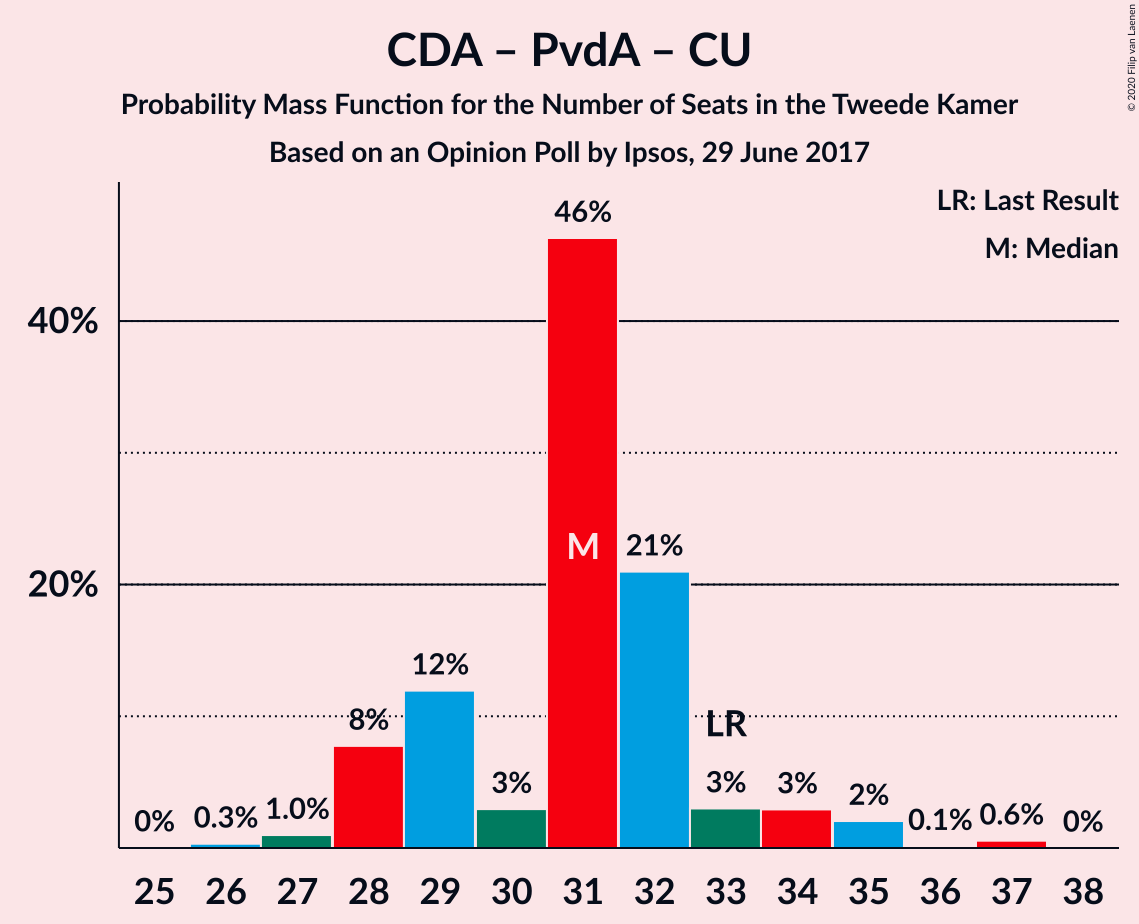 CDA – PvdA – CU
Probability Mass Function for the Number of Seats in the Tweede Kamer
Based on an Opinion Poll by Ipsos, 29 June 2017
© 2020 Filip van Laenen
LR: Last Result
M: Median
40%
20%
0%
0.3%
1.0%
8%
12%
3%
46%
M
21%
LR
3%
3%
2%
0.1%
0.6%
0%
25 26 27 28 29 30 31 32 33 34 35 36 37 38